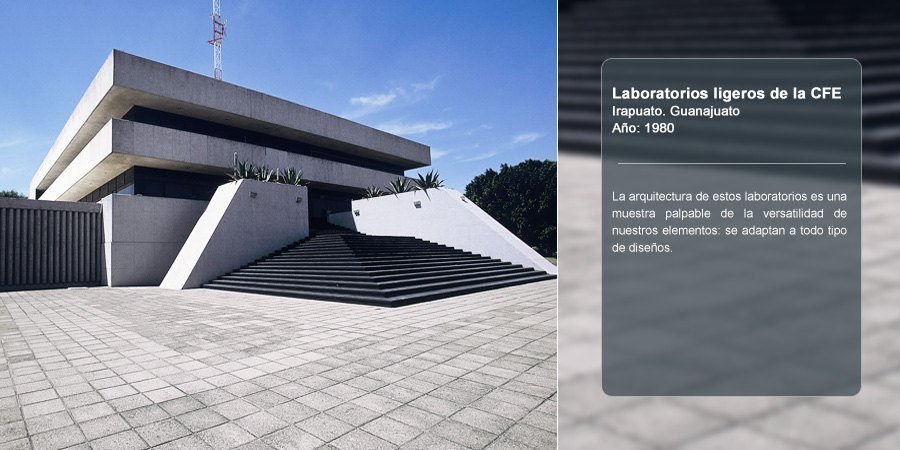 Laboratorios ligeros de la CFE
Irapuato. Guanajuato
Año: 1980
La arquitectura de estos laboratorios es una
muestra palpable de la versatilidad de
nuestros elementos: se adaptan a todo tipo
de diseños.